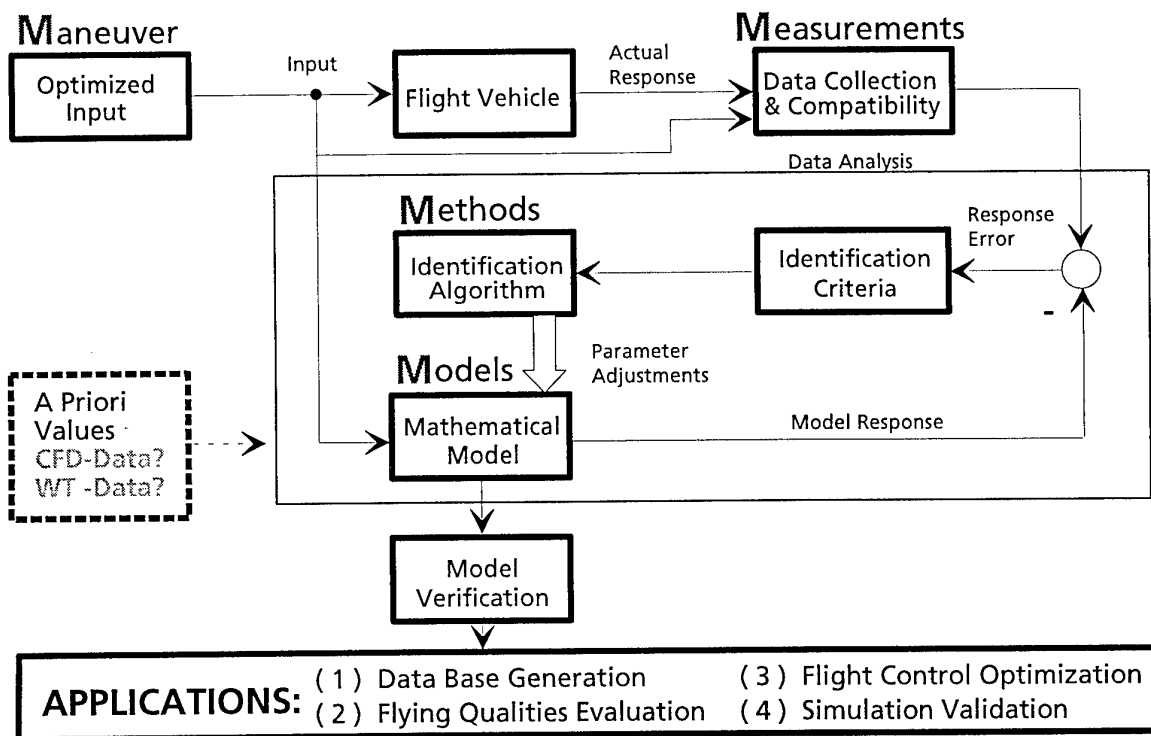 Maneuver
Optimized
Input
Input
Flight Vehicle
Actual
Response
Measurements
Data Collection
& Compatibility
Data Analysis
Methods
Identification
Algorithm
Identification
Criteria
Response
Error
-
Parameter
Adjustments
Models
Mathematical
Model
Model Response
A Priori
Values
CFD-Data?
WT -Data?
Model
Verification
APPLICATIONS:
(1) Data Base Generation
(2) Flying Qualities Evaluation
(3) Flight Control Optimization
(4) Simulation Validation